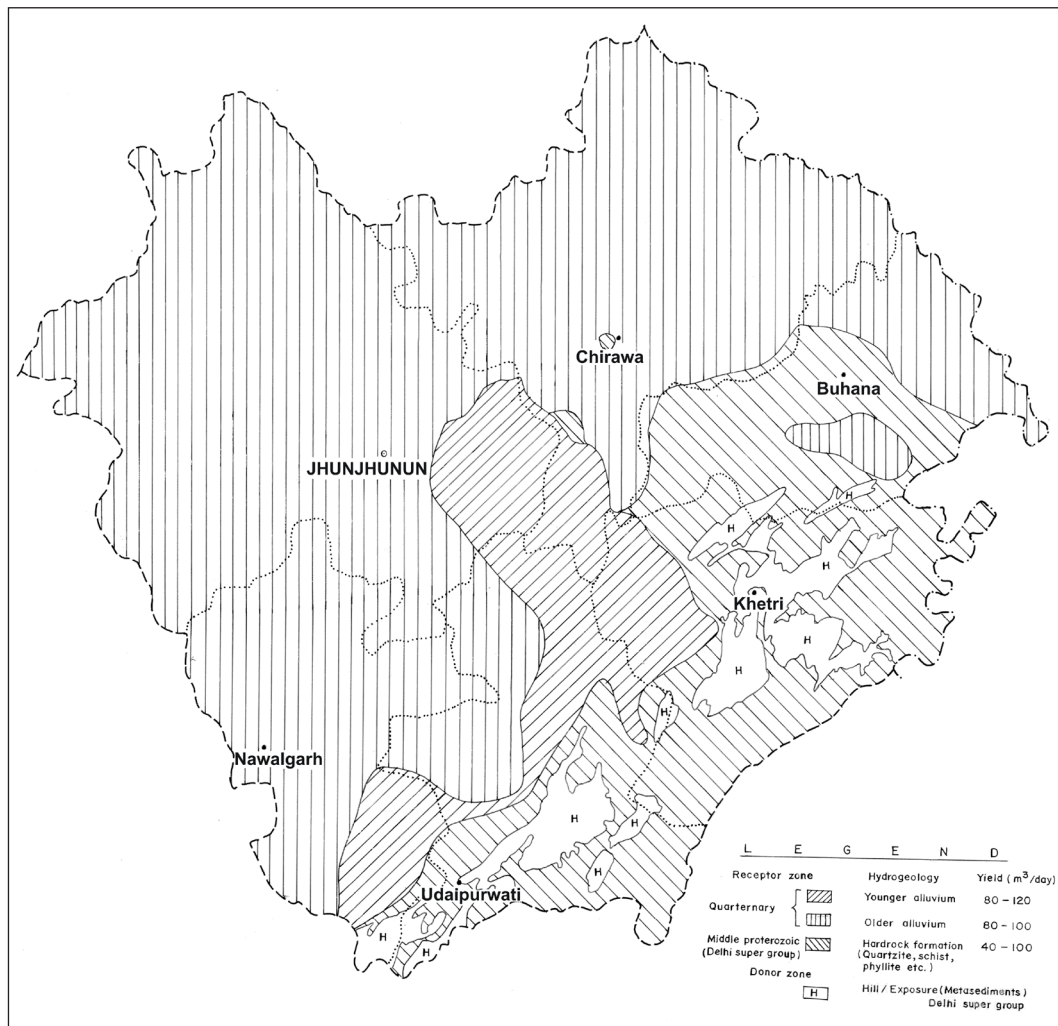 Chirawa
Buhana
JHUNJHUNUN
H
H
H
Khetri
H
H
H
Nawalgarh
H
H
Udaipurwati
H
H
H
L E G E N D
Receptor zone Hydrogeology Yield (m³/day)
Quarternary Younger alluvium 80 – 120
Older alluvium 80 – 100
Middle proterozoic Hardrock formation 40 – 100
(Delhi super group) (Quartzite, schist,
phyllite etc.)
Donor zone
H Hill / Exposure (Metasediments)
Delhi super group